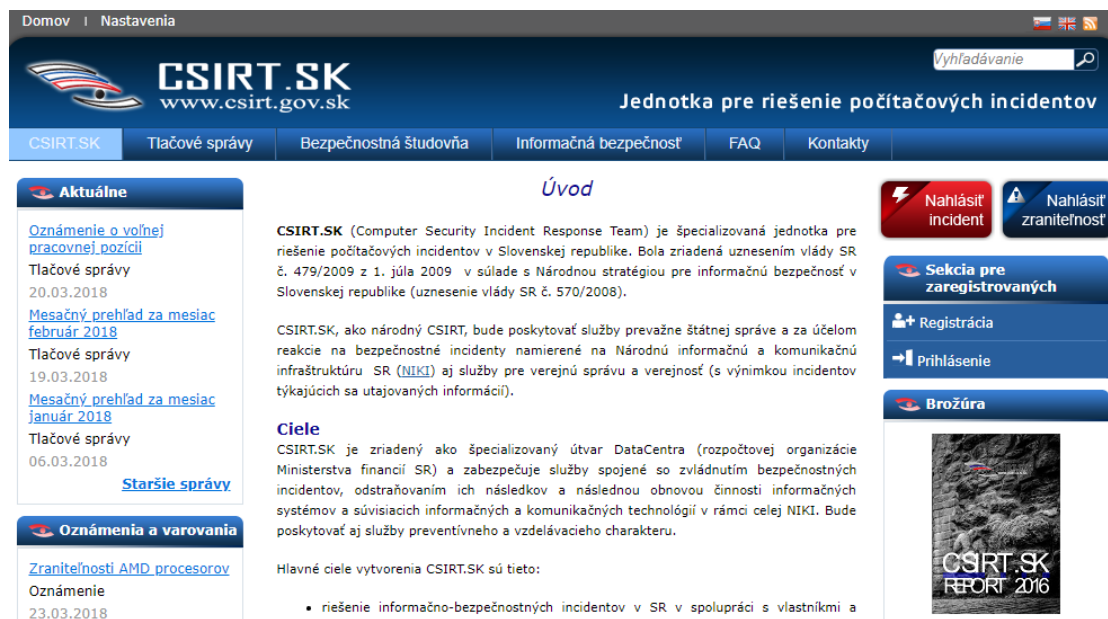 Domov | Nastavenia
Vyhľadávanie
CSIRT.SK
www.csirt.gov.sk
Jednotka pre riešenie počítačových incidentov
CSIRT.SK Tlačové správy Bezpečnostná študovňa Informačná bezpečnosť FAQ Kontakty
Aktuálne
Oznámenie o voľnej
pracovnej pozícii
Tlačové správy
20.03.2018
Mesačný prehľad za mesiac
február 2018
Tlačové správy
19.03.2018
Mesačný prehľad za mesiac
január 2018
Tlačové správy
06.03.2018
Staršie správy
Oznámenia a varovania
Zraniteľnosti AMD procesorov
Oznámenie
23.03.2018
Úvod
CSIRT.SK (Computer Security Incident Response Team) je špecializovaná jednotka pre
riešenie počítačových incidentov v Slovenskej republike. Bola zriadená uznesením vlády SR
č. 479/2009 z 1. júla 2009 v súlade s Národnou stratégiou pre informačnú bezpečnosť v
Slovenskej republike (uznesenie vlády SR č. 570/2008).
CSIRT.SK, ako národný CSIRT, bude poskytovať služby prevažne štátnej správe a za účelom
reakcie na bezpečnostné incidenty namierené na Národnú informačnú a komunikačnú
infraštruktúru SR (NIKI) aj služby pre verejnú správu a verejnosť (s výnimkou incidentov
týkajúcich sa utajovaných informácií).
Ciele
CSIRT.SK je zriadený ako špecializovaný útvar DataCentra (rozpočtovej organizácie
Ministerstva financií SR) a zabezpečuje služby spojené so zvládnutím bezpečnostných
incidentov, odstraňovaním ich následkov a následnou obnovou činnosti informačných
systémov a súvisiacich informačných a komunikačných technológií v rámci celej NIKI. Bude
poskytovať aj služby preventívneho a vzdelávacieho charakteru.
Hlavné ciele vytvorenia CSIRT.SK sú tieto:
• riešenie informačno-bezpečnostných incidentov v SR v spolupráci s vlastníkmi a
Nahlásiť
incident
Nahlásiť
zraniteľnosť
Sekcia pre
zaregistrovaných
Registrácia
Prihlásenie
Brožúra
CSIRT.SK
REPORT 2016